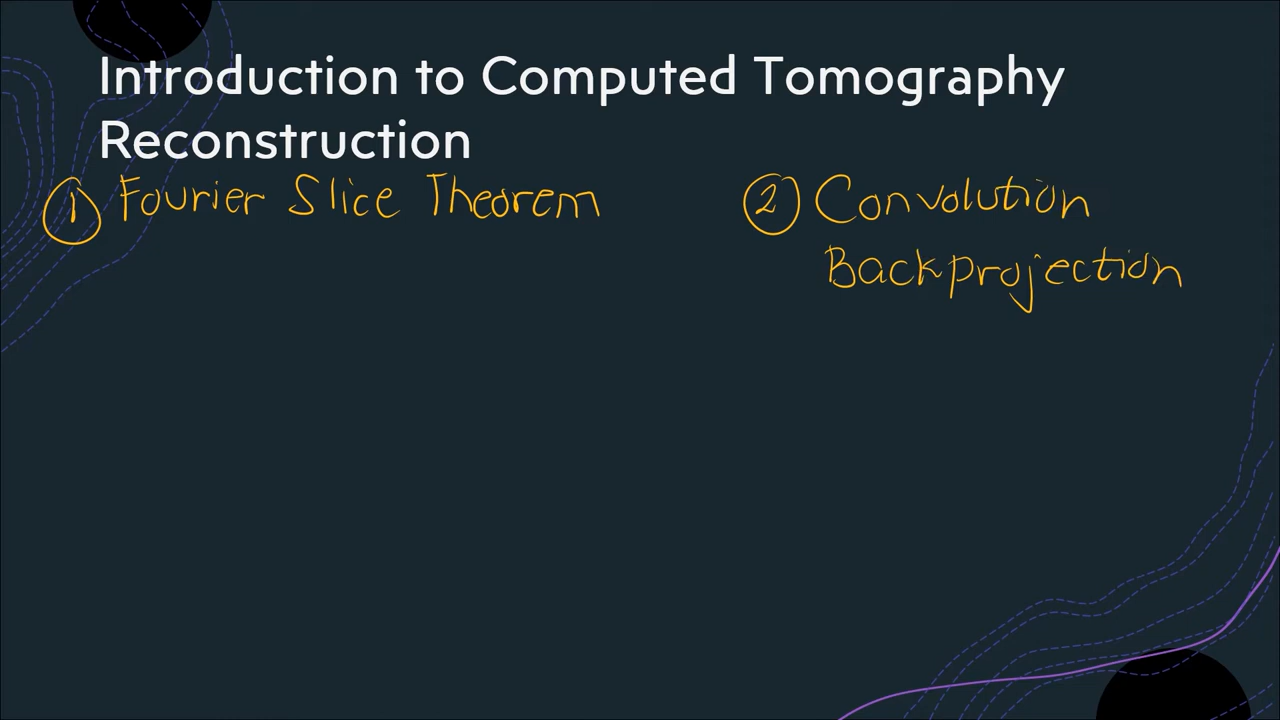 Introduction to Computed Tomography
Reconstruction
① Fourier Slice Theorem
② Convolution
Backprojection